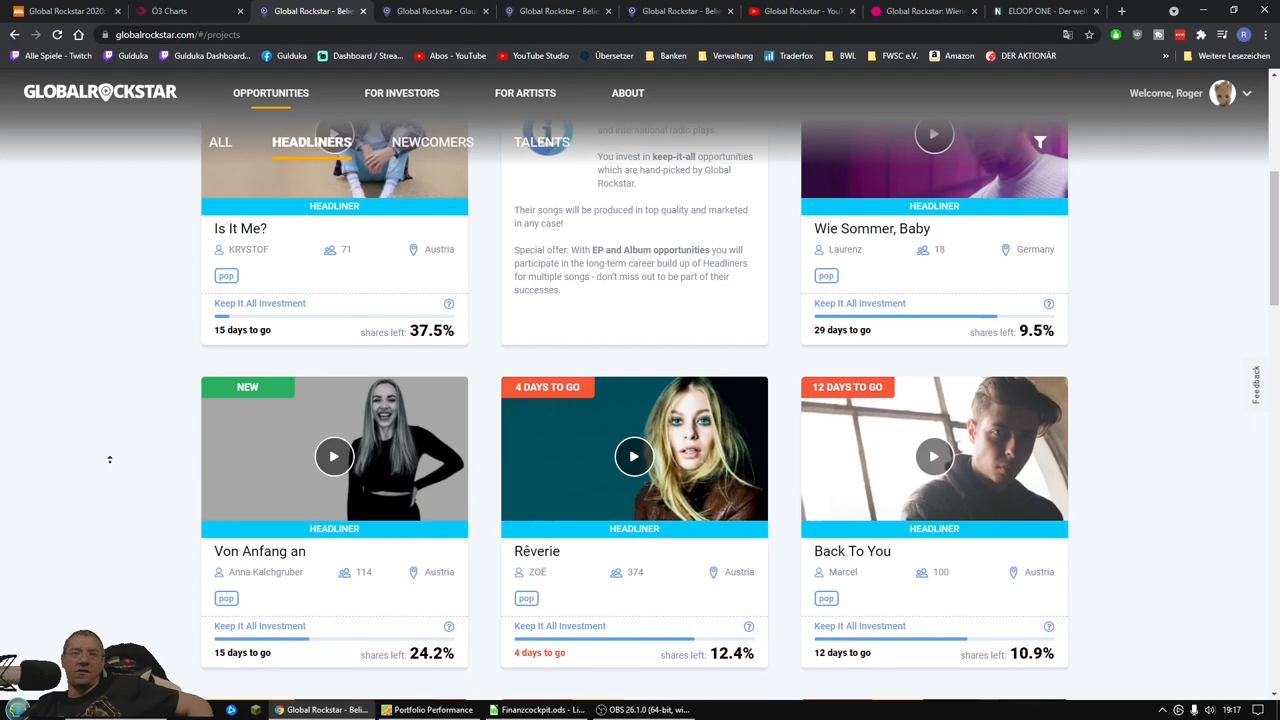 Global Rockstar 2020:
Ö3 Charts
Global Rockstar - Belie
Global Rockstar - Glau
Global Rockstar - Belie
Global Rockstar - Belie
Global Rockstar - YouT
Global Rockstar Wien
ELOOP ONE - Der welt
globalrockstar.com/#/projects
Alle Spiele - Twitch
Gulduka
Gulduka Dashboard...
Gulduka
Dashboard / Strea...
Abos - YouTube
YouTube Studio
Übersetzer
Banken
Verwaltung
Traderfox
BWL
FWSC e.V.
Amazon
DER AKTIONÄR
»
Weitere Lesezeichen
GLOBALROCKSTAR
OPPORTUNITIES
FOR INVESTORS
FOR ARTISTS
ABOUT
Welcome, Roger
ALL
HEADLINERS
NEWCOMERS
TALENTS
and international radio plays.
You invest in keep-it-all opportunities
which are hand-picked by Global
Rockstar.
Their songs will be produced in top quality and marketed
in any case!
Special offer: With EP and Album opportunities you will
participate in the long-term career build up of Headliners
for multiple songs - don't miss out to be part of their
successes.
HEADLINER
Is It Me?
KRYSTOF
71
Austria
pop
Keep It All Investment
15 days to go
shares left: 37.5%
HEADLINER
Wie Sommer, Baby
Laurenz
18
Germany
pop
Keep It All Investment
29 days to go
shares left: 9.5%
NEW
HEADLINER
Von Anfang an
Anna Kalchgruber
114
Austria
pop
Keep It All Investment
15 days to go
shares left: 24.2%
4 DAYS TO GO
HEADLINER
Rêverie
ZOË
374
Austria
pop
Keep It All Investment
4 days to go
shares left: 12.4%
12 DAYS TO GO
HEADLINER
Back To You
Marcel
100
Austria
pop
Keep It All Investment
12 days to go
shares left: 10.9%
Feedback
Global Rockstar - Beli...
Portfolio Performance
Finanzcockpit.ods - Li...
OBS 26.1.0 (64-bit, wi...
19:17